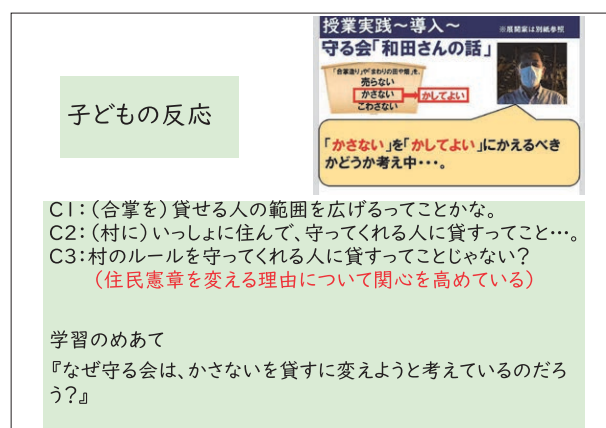 子どもの反応
授業実践～導入～
※展開案は別紙参照
守る会「和田さんの話」
「合掌造り」や「まわりの田や畑」を、
売らない
かさない
かしてよい
こわさない
「かさない」を「かしてよい」にかえるべき
かどうか考え中・・・。
C1：（合掌を）貸せる人の範囲を広げるってことかな。
C2：（村に）いっしょに住んで、守ってくれる人に貸すってこと…。
C3：村のルールを守ってくれる人に貸すってことじゃない？
（住民憲章を変える理由について関心を高めている）
学習のめあて
『なぜ守る会は、かさないを貸すに変えようと考えているのだろ
う？』